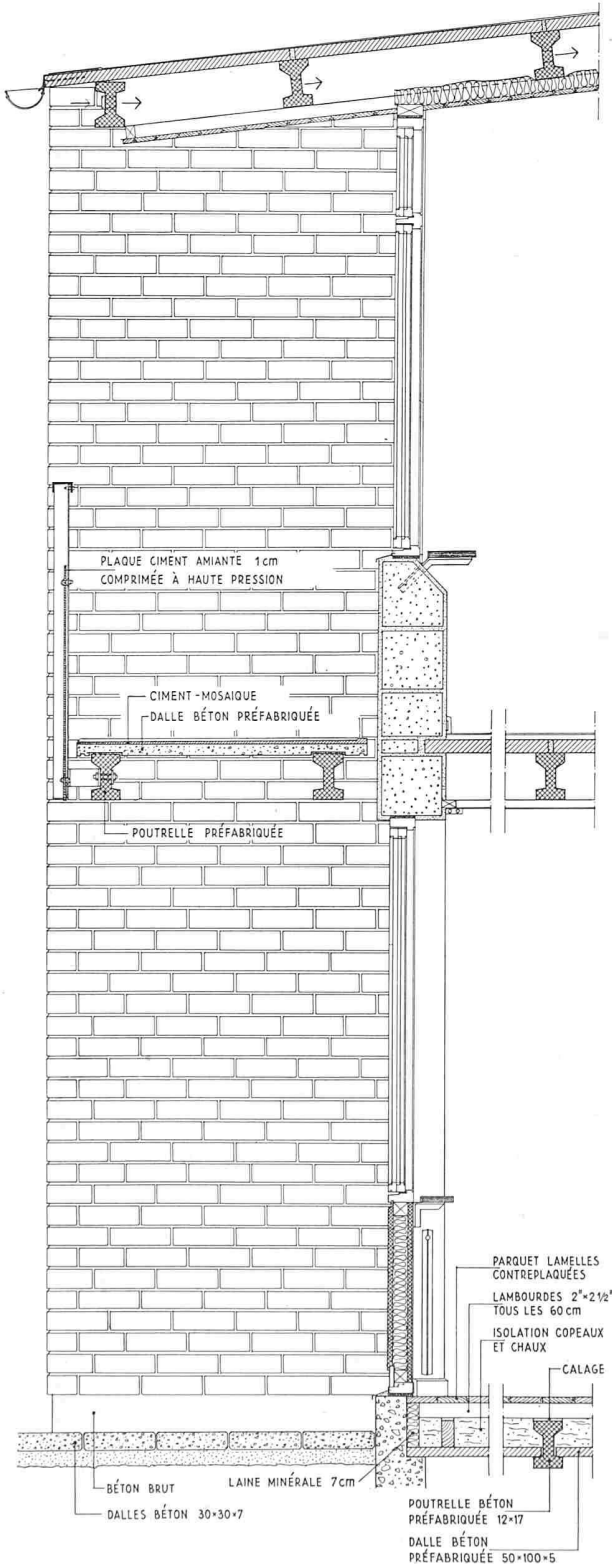 PLAQUE CIMENT AMIANTE 1cm
COMPRIMÉE À HAUTE PRESSION
CIMENT-MOSAIQUE
DALLE BÉTON PRÉFABRIQUÉE
POUTRELLE PRÉFABRIQUÉE
PARQUET LAMELLES
CONTREPLAQUÉES
LAMBOURDES 2"×2 1/2"
TOUS LES 60 cm
ISOLATION COPEAUX
ET CHAUX
CALAGE
BÉTON BRUT
DALLES BÉTON 30×30×7
LAINE MINÉRALE 7cm
POUTRELLE BÉTON
PRÉFABRIQUÉE 12×17
DALLE BÉTON
PRÉFABRIQUÉE 50×100×5